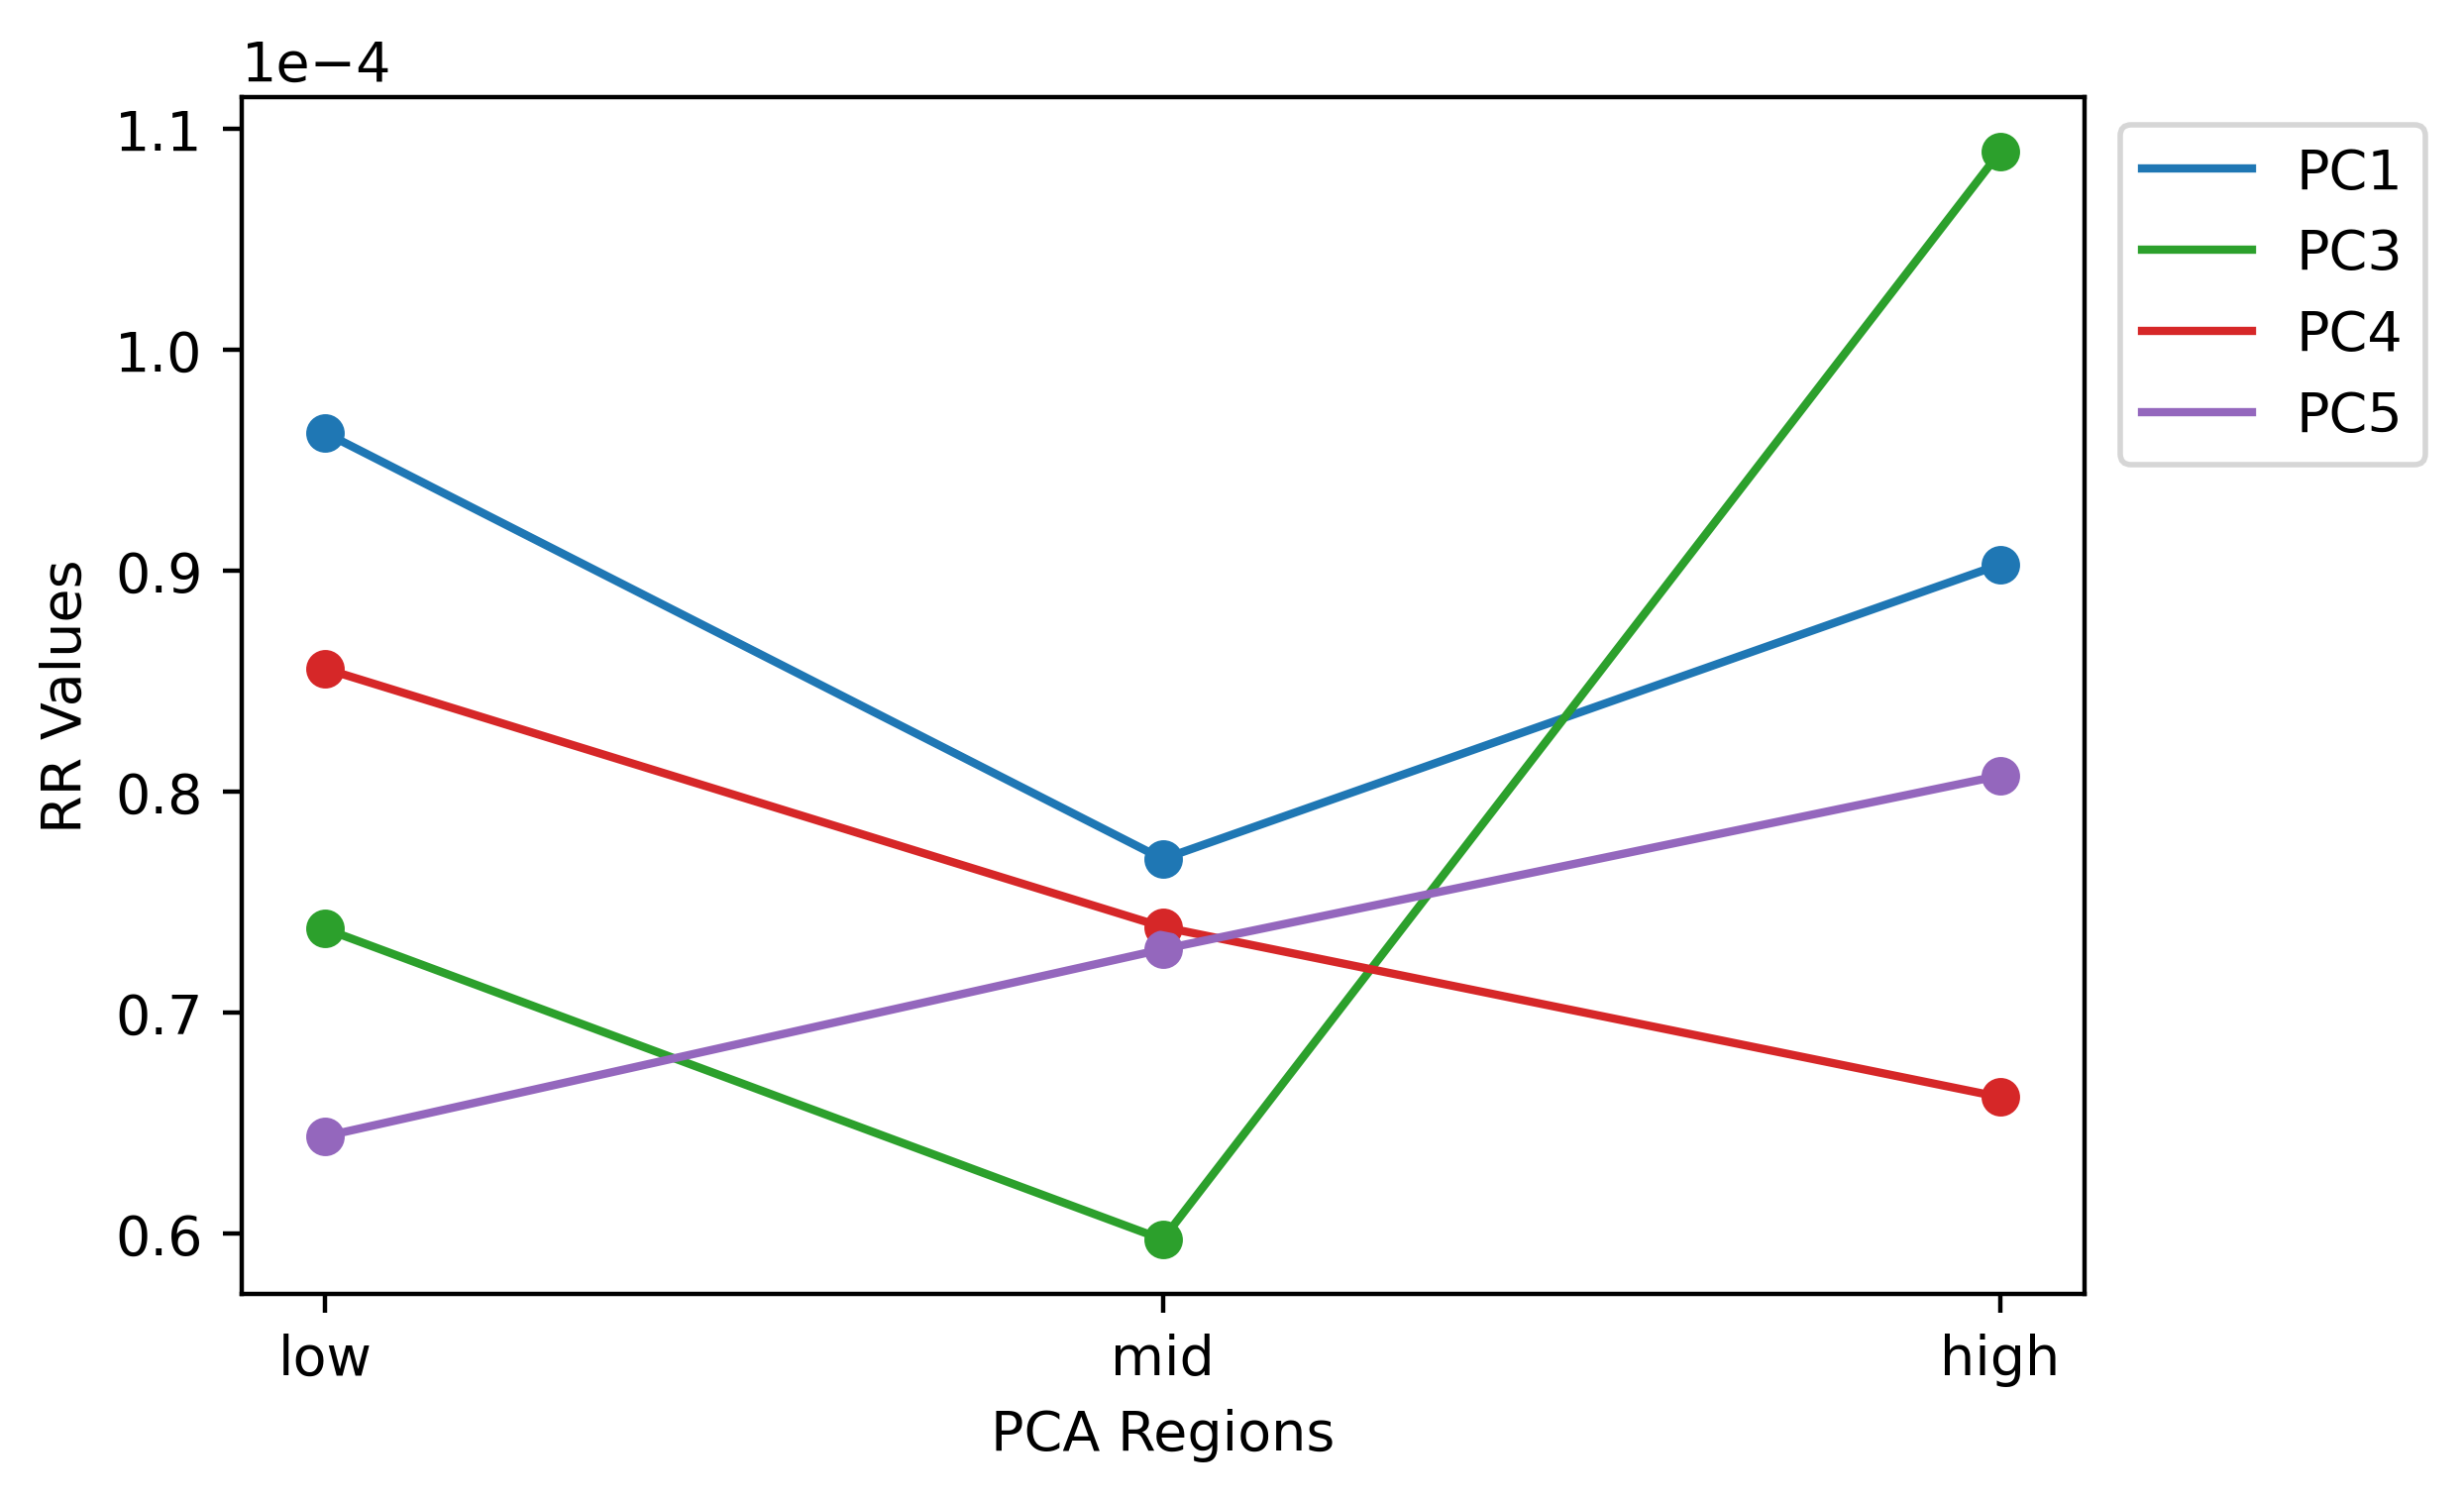 1e−4
1.1
1.0
0.9
0.8
0.7
0.6
RR Values
low mid high
PCA Regions
PC1
PC3
PC4
PC5